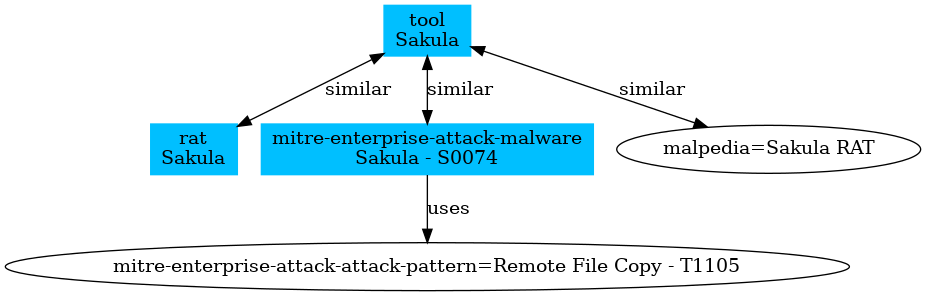 tool
Sakula
similar
similar
similar
rat
Sakula
mitre-enterprise-attack-malware
Sakula - S0074
malpedia=Sakula RAT
uses
mitre-enterprise-attack-attack-pattern=Remote File Copy - T1105